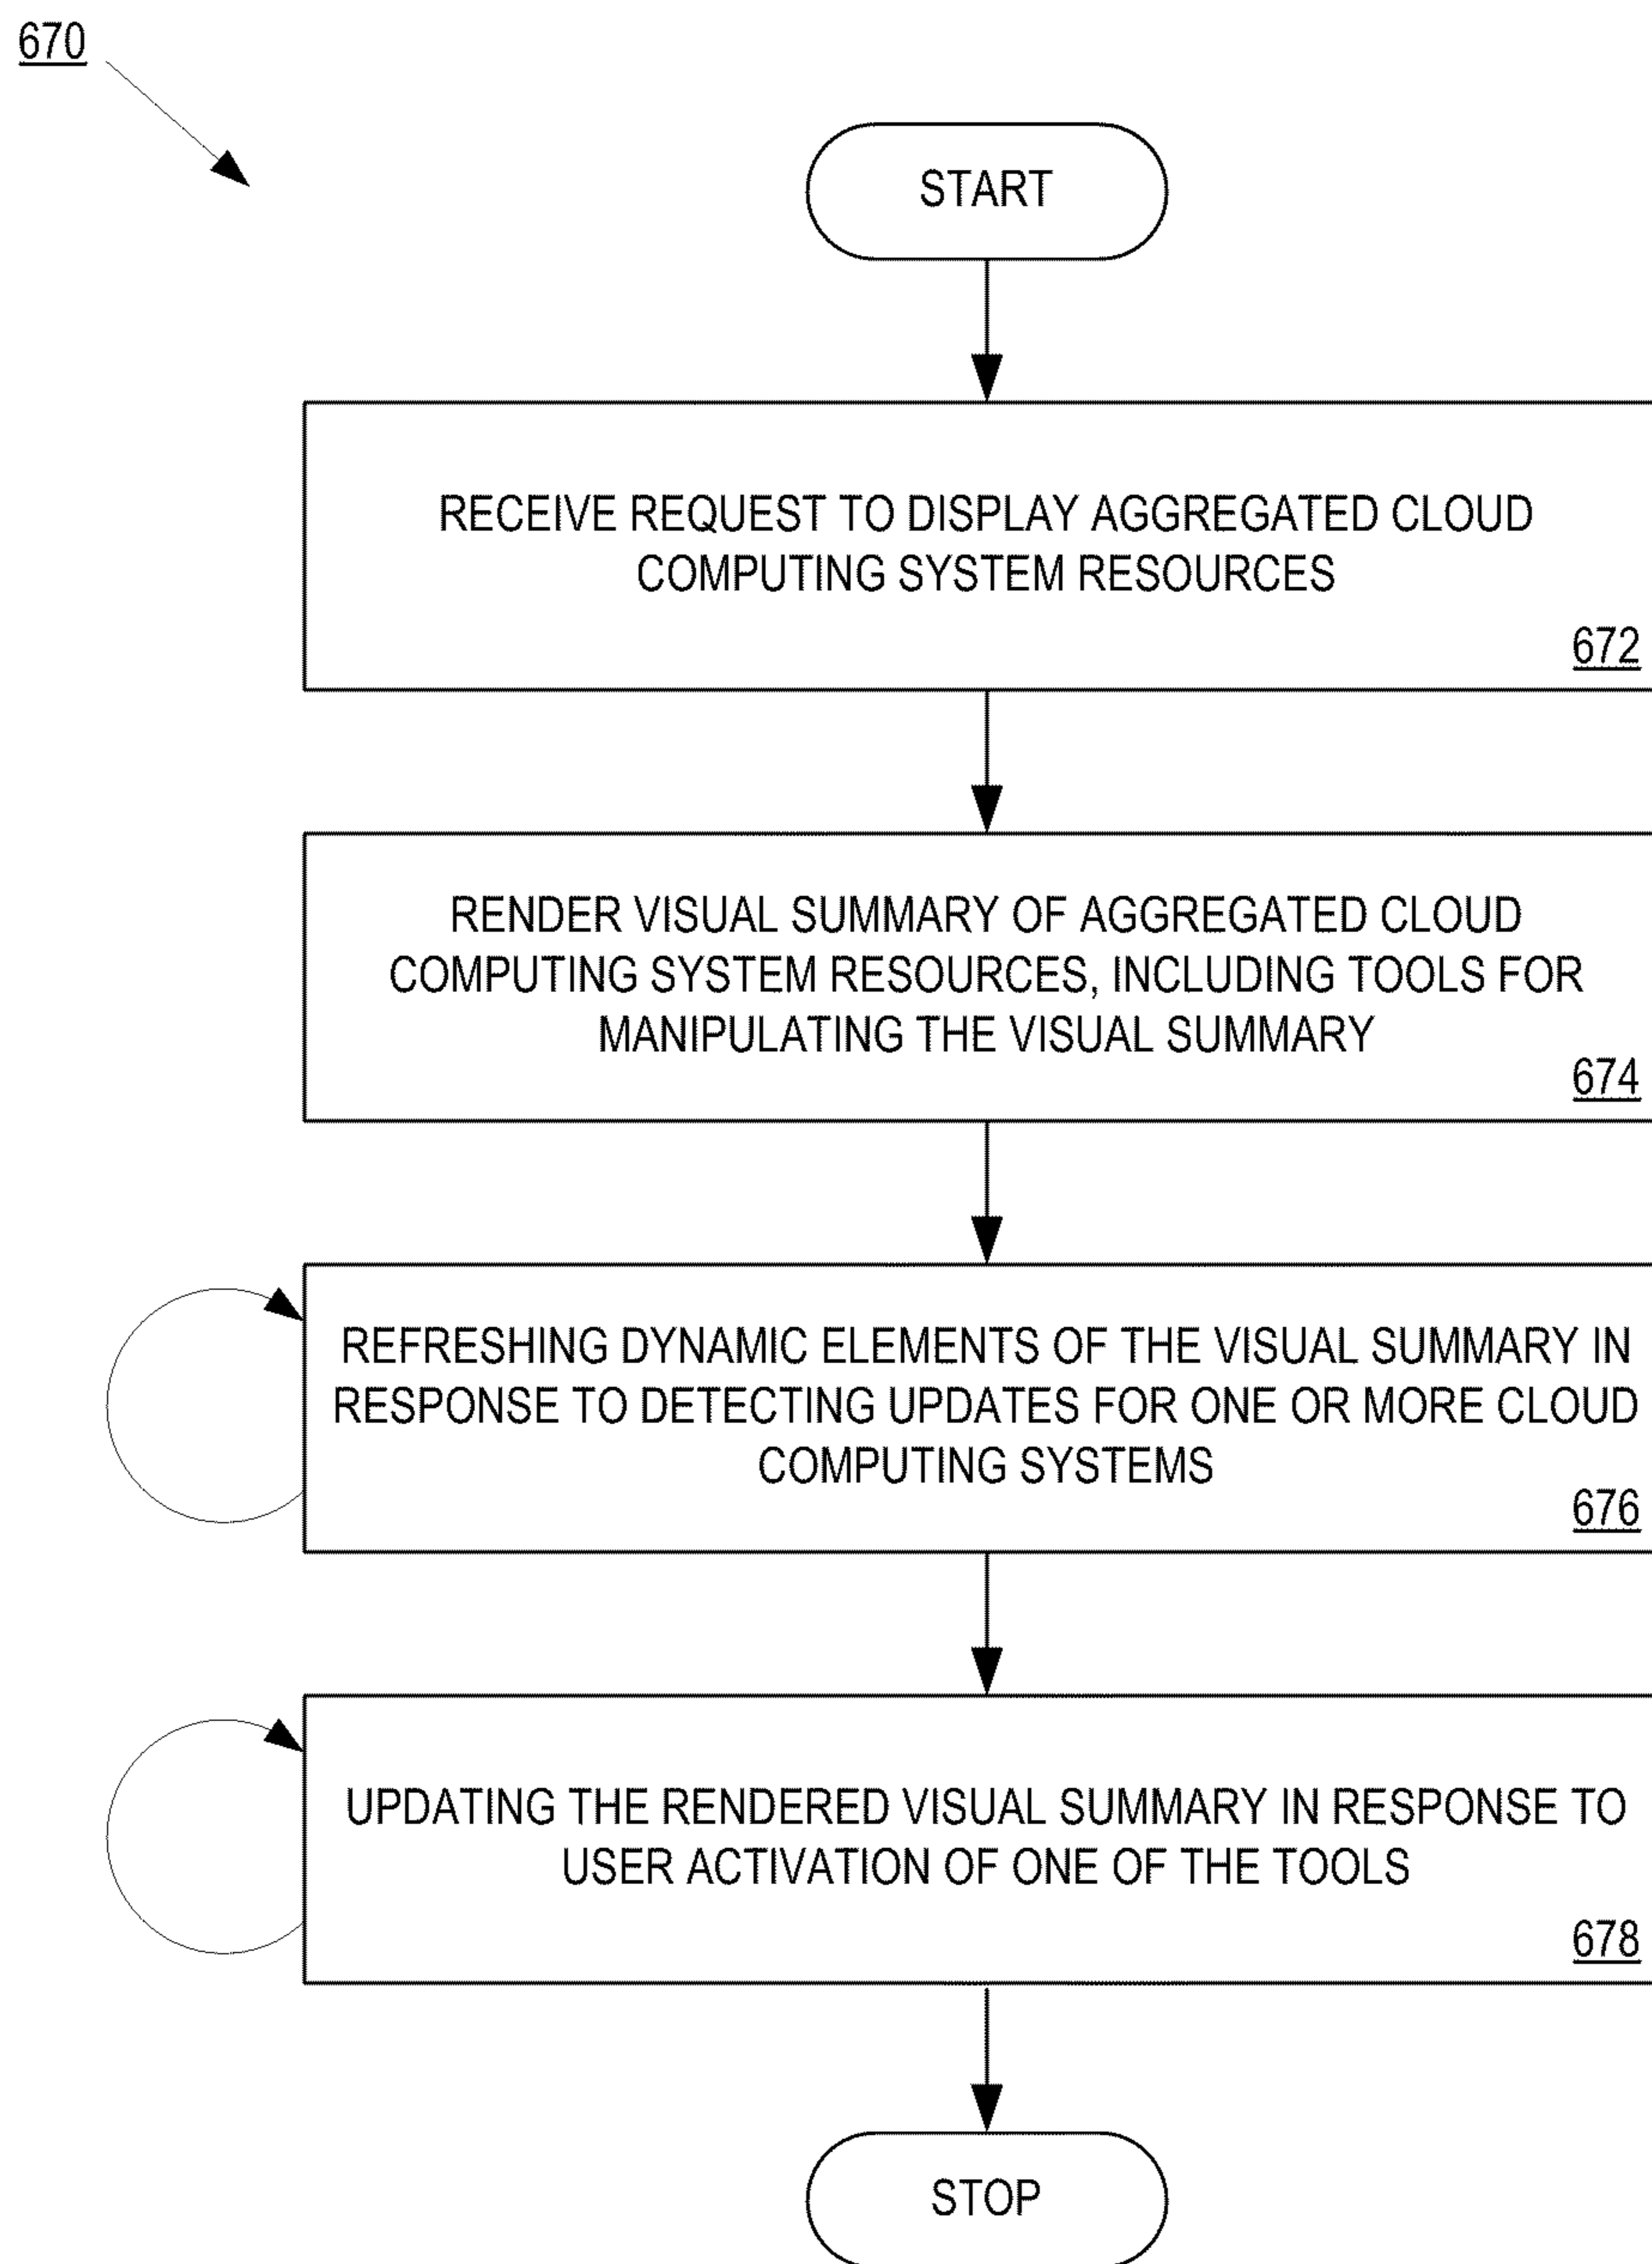 670
START
RECEIVE REQUEST TO DISPLAY AGGREGATED CLOUD
COMPUTING SYSTEM RESOURCES
672
RENDER VISUAL SUMMARY OF AGGREGATED CLOUD
COMPUTING SYSTEM RESOURCES, INCLUDING TOOLS FOR
MANIPULATING THE VISUAL SUMMARY
674
REFRESHING DYNAMIC ELEMENTS OF THE VISUAL SUMMARY IN
RESPONSE TO DETECTING UPDATES FOR ONE OR MORE CLOUD
COMPUTING SYSTEMS
676
UPDATING THE RENDERED VISUAL SUMMARY IN RESPONSE TO
USER ACTIVATION OF ONE OF THE TOOLS
678
STOP